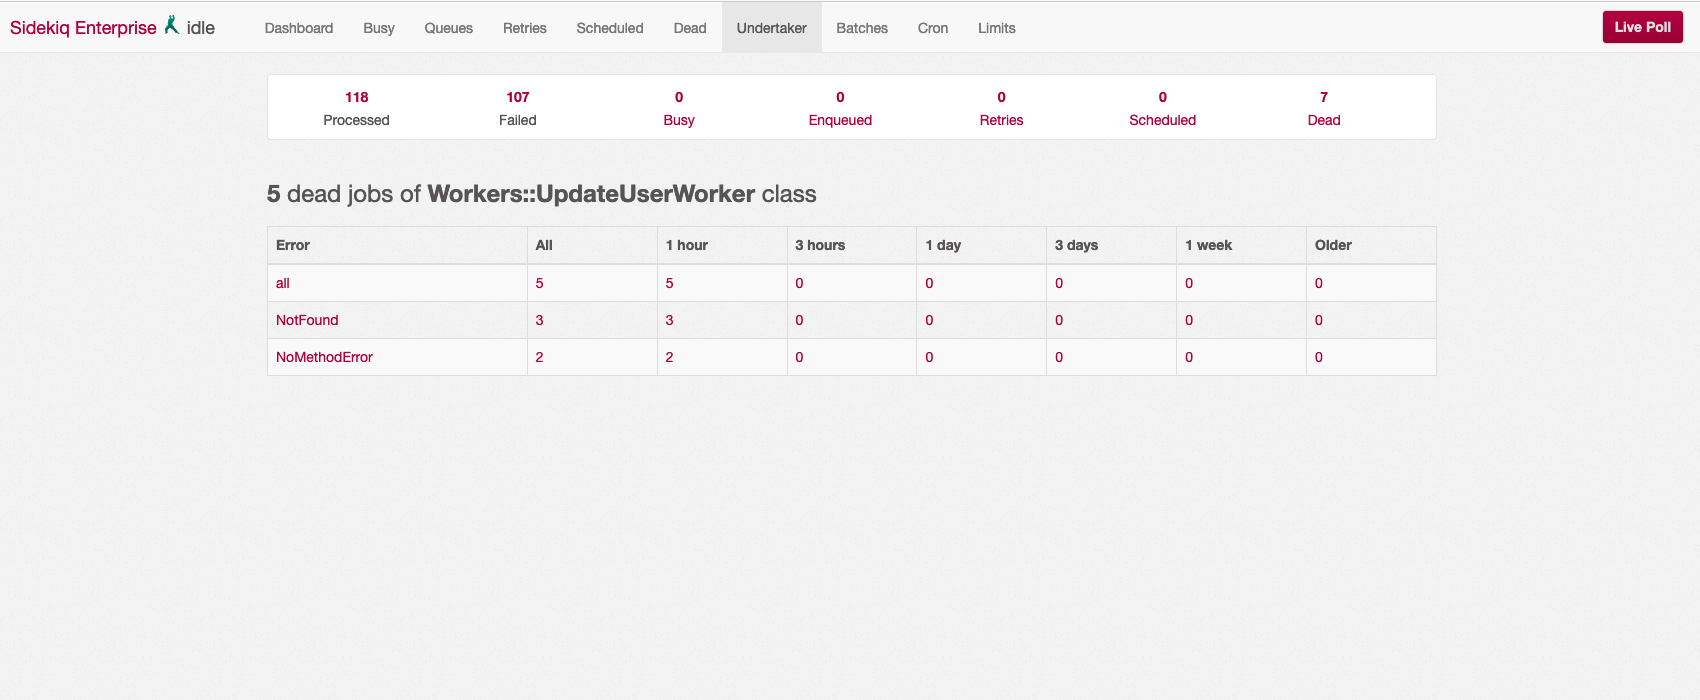 Sidekiq Enterprise idle Dashboard Busy Queues Retries Scheduled Dead Undertaker Batches Cron Limits Live Poll
118 107 0 0 0 0 7
Processed Failed Busy Enqueued Retries Scheduled Dead
5 dead jobs of Workers::UpdateUserWorker class
Error All 1 hour 3 hours 1 day 3 days 1 week Older
all 5 5 0 0 0 0 0
NotFound 3 3 0 0 0 0 0
NoMethodError 2 2 0 0 0 0 0